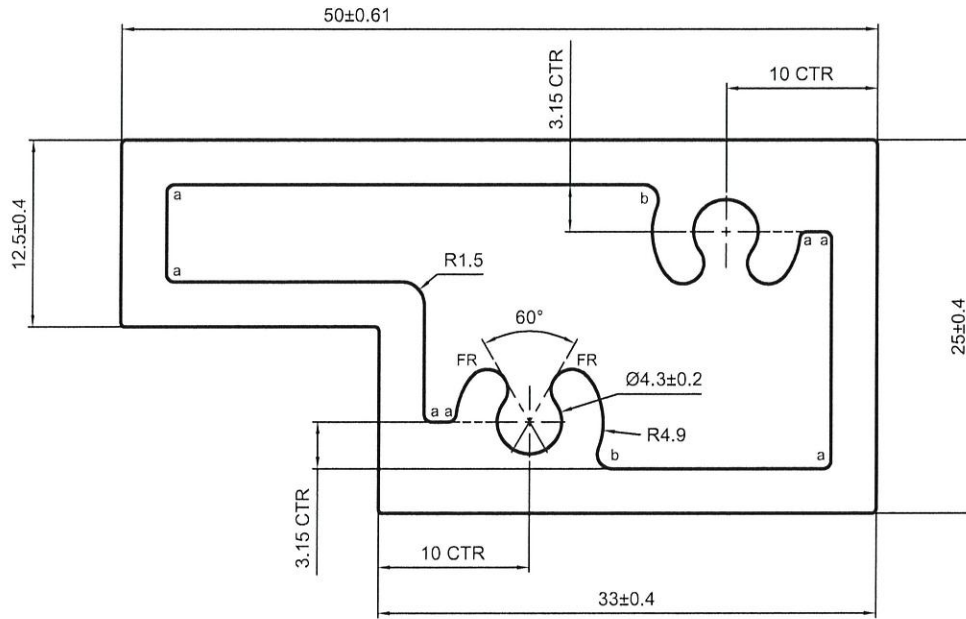 50±0.61
10 CTR
3.15 CTR
12.5±0.4
a
b
a a
a
R1.5
25±0.4
60°
FR
FR
Ø4.3±0.2
a a
R4.9
b
a
3.15 CTR
10 CTR
33±0.4